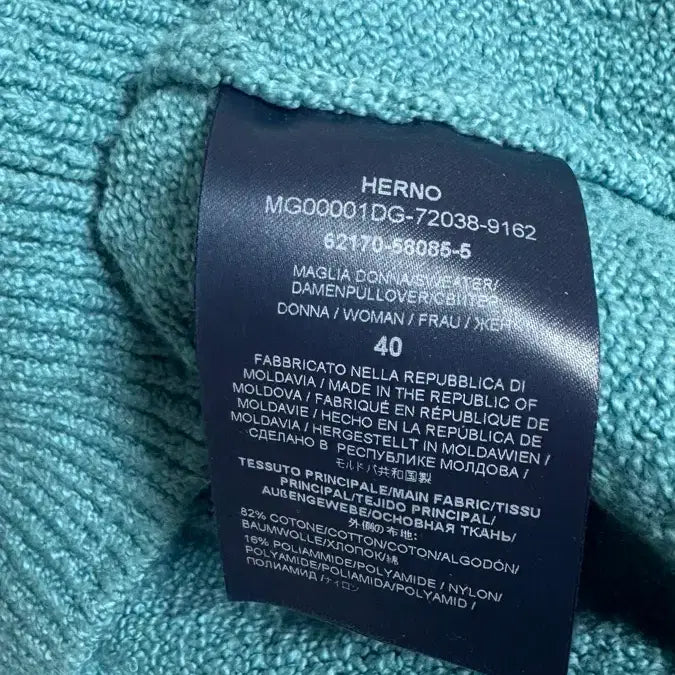 HERNO
MG00001DG-72038-9162
62170-58085-5
MAGLIA DONNA/SWEATER/
DAMENPULLOVER/СВИТЕР
DONNA / WOMAN / FRAU / ЖЕН
40
FABBRICATO NELLA REPUBBLICA DI
MOLDAVIA / MADE IN THE REPUBLIC OF
MOLDOVA / FABRIQUÉ EN RÉPUBLIQUE DE
MOLDAVIE / HECHO EN LA REPÚBLICA DE
MOLDAVIA / HERGESTELLT IN MOLDAWIEN /
СДЕЛАНО В РЕСПУБЛИКЕ МОЛДОВА /
モルドバ共和国製
TESSUTO PRINCIPALE/MAIN FABRIC/TISSU
PRINCIPAL/TEJIDO PRINCIPAL/
AUßENGEWEBE/ОСНОВНАЯ ТКАНЬ/
外側の布地:
82% COTONE/COTTON/COTON/ALGODÓN/
BAUMWOLLE/ХЛОПОК/綿
16% POLIAMMIDE/POLYAMIDE / NYLON/
POLYAMIDE/POLIAMIDA/POLYAMID /
ПОЛИАМИД /ナイロン